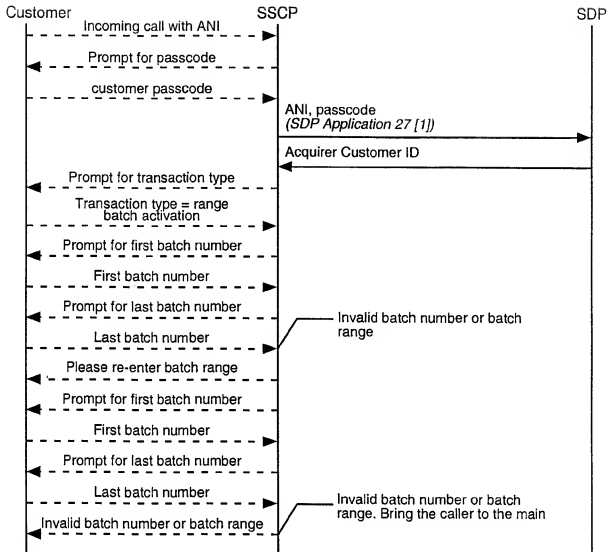 Customer SSCP SDP
Incoming call with ANI
Prompt for passcode
customer passcode
ANI, passcode
(SDP Application 27 [1])
Acquirer Customer ID
Prompt for transaction type
Transaction type = range
batch activation
Prompt for first batch number
First batch number
Prompt for last batch number
Invalid batch number or batch
range
Last batch number
Please re-enter batch range
Prompt for first batch number
First batch number
Prompt for last batch number
Last batch number
Invalid batch number or batch
range. Bring the caller to the main
Invalid batch number or batch range